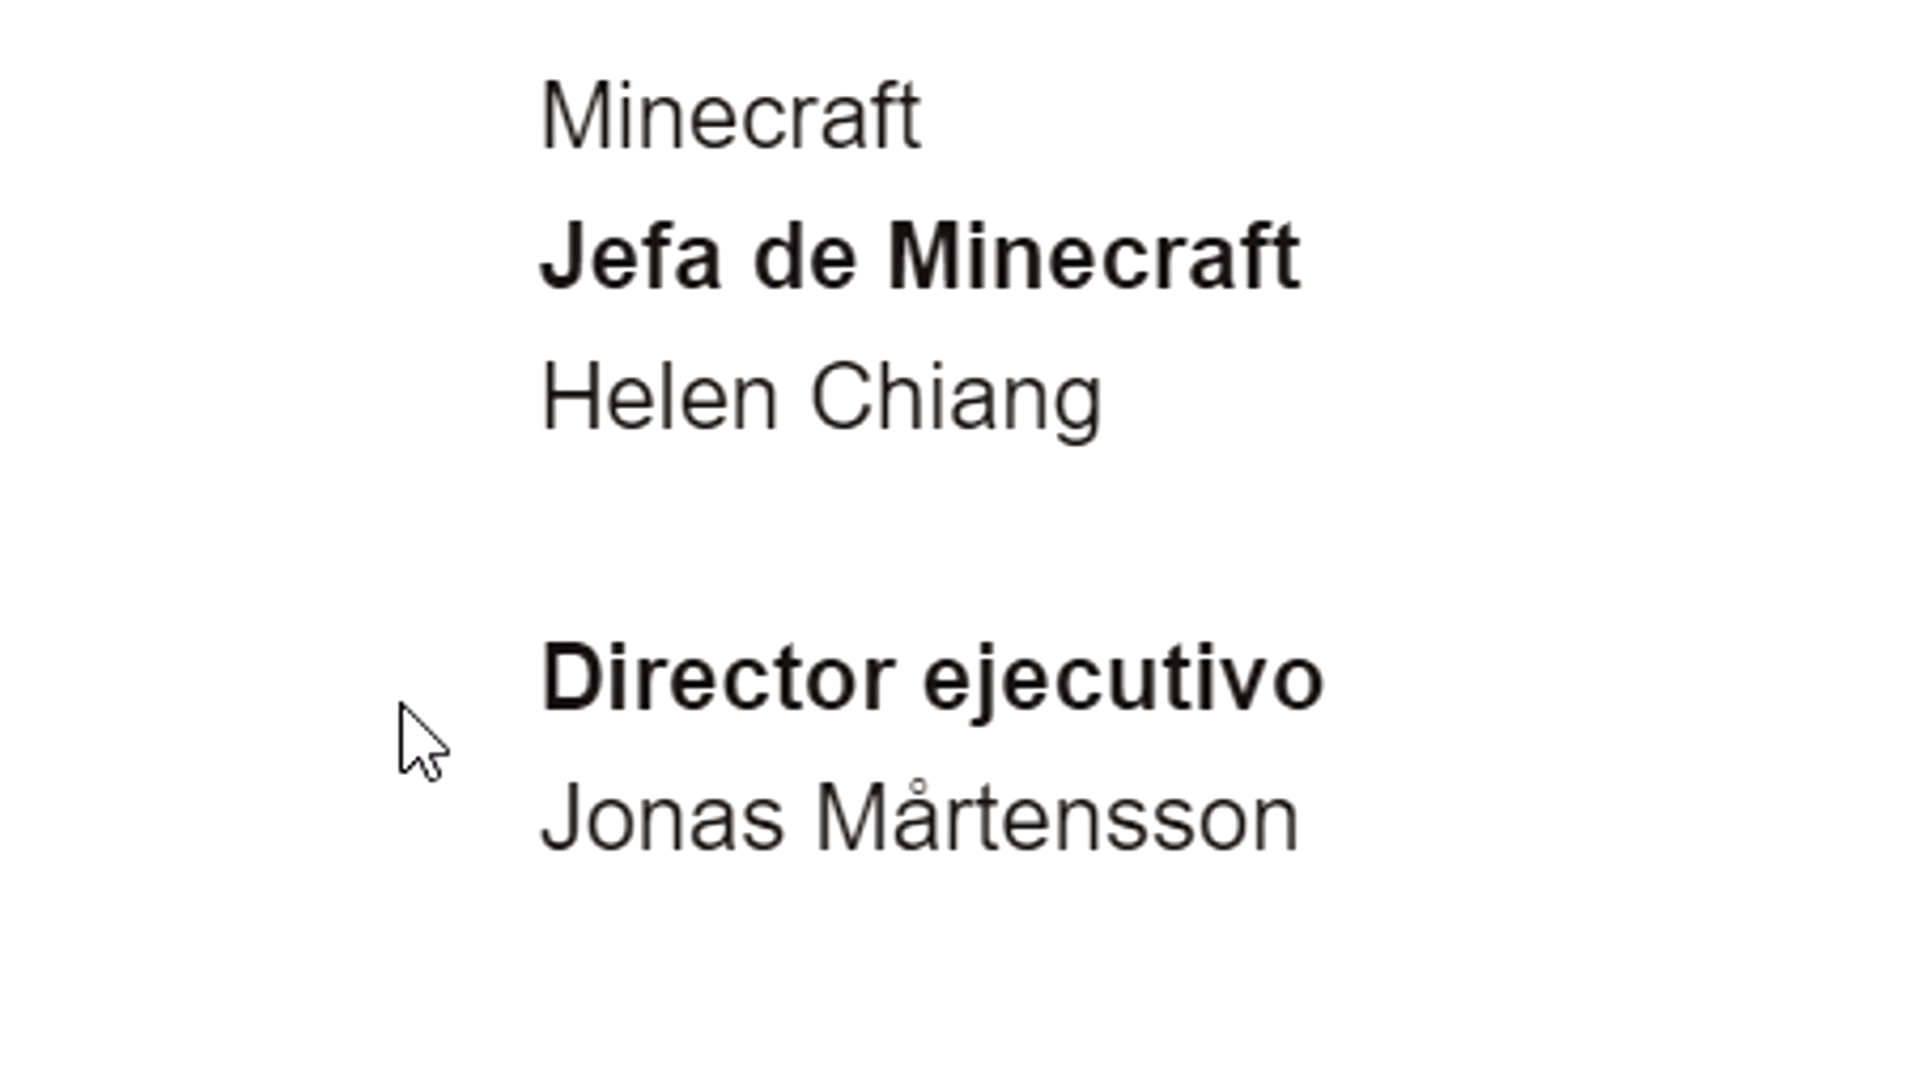 Minecraft
Jefa de Minecraft
Helen Chiang
Director ejecutivo
Jonas Mårtensson